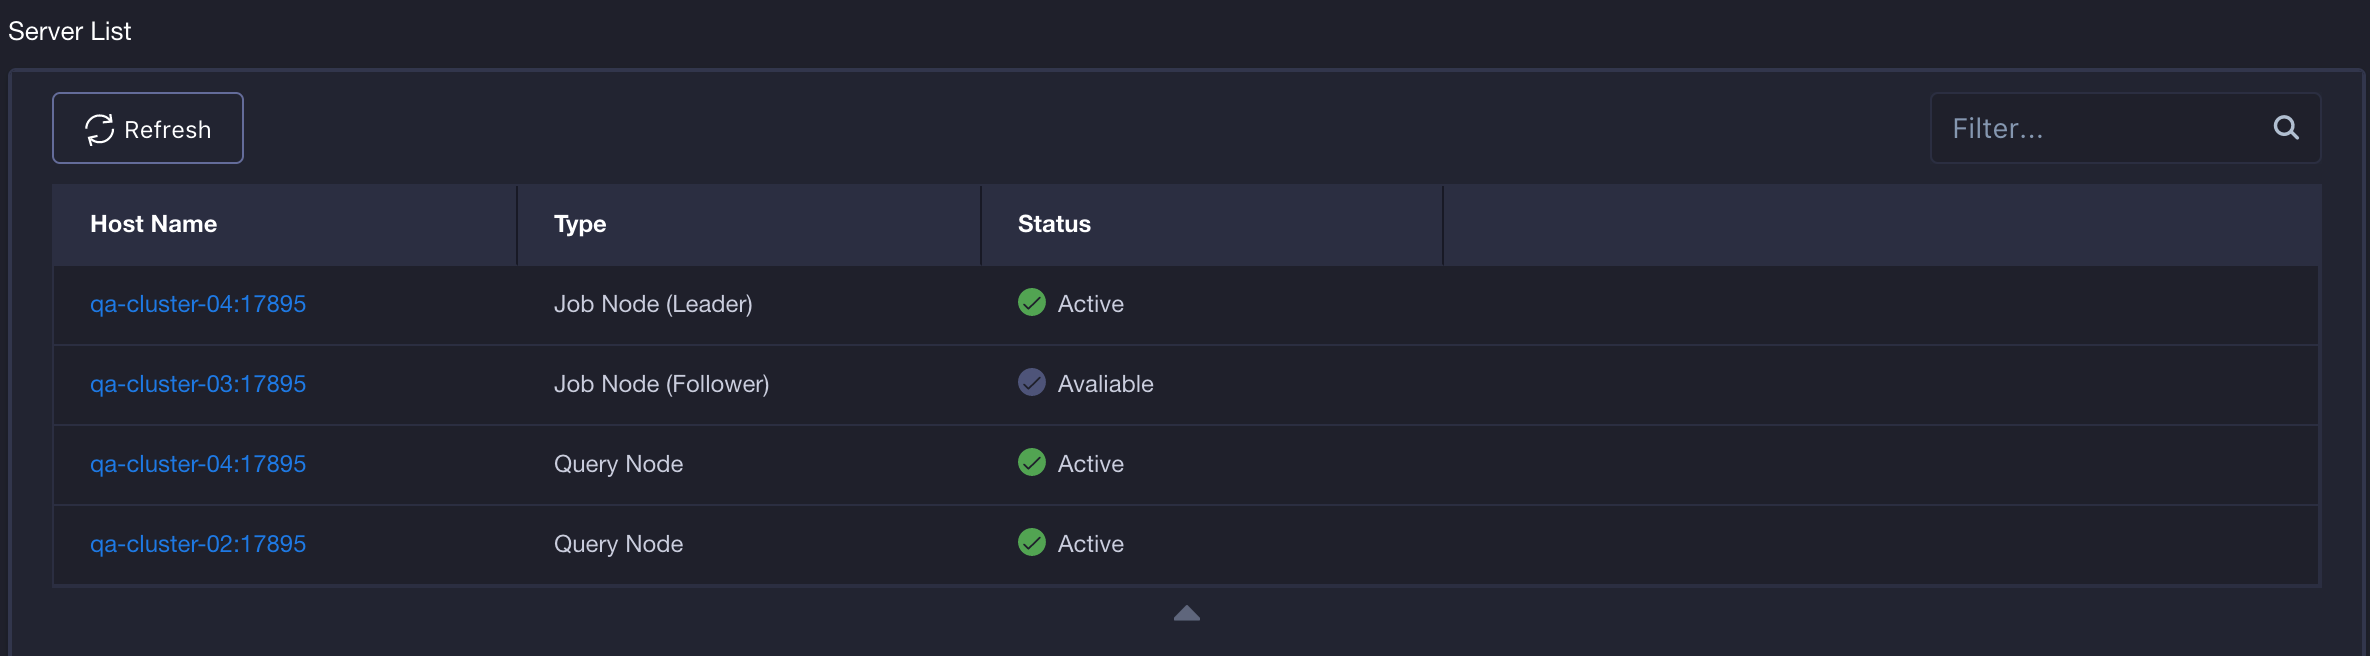 Server List
Refresh
Filter...
Host Name Type Status
qa-cluster-04:17895 Job Node (Leader) Active
qa-cluster-03:17895 Job Node (Follower) Avaliable
qa-cluster-04:17895 Query Node Active
qa-cluster-02:17895 Query Node Active